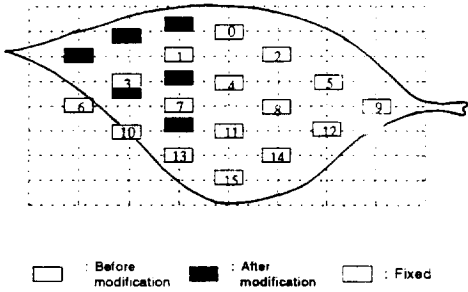 0
1 2
3 4 5
6 7 8 9
10 11 12
13 14
15
: Before modification
: After modification
: Fixed